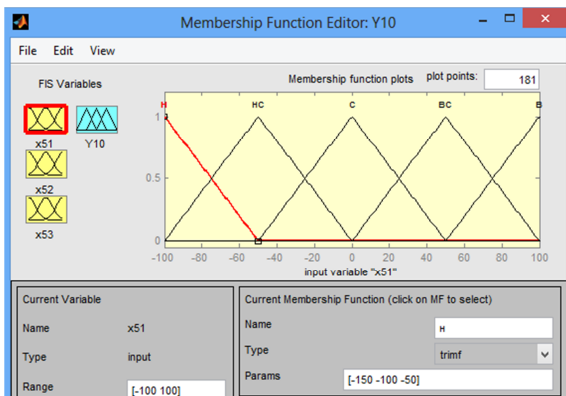 Membership Function Editor: Y10
File Edit View
FIS Variables
Membership function plots plot points: 181
x51 Y10
x52
x53
H HC C BC B
1
0.5
0
-100 -80 -60 -40 -20 0 20 40 60 80 100
input variable "x51"
Current Variable
Name x51
Type input
Range [-100 100]
Current Membership Function (click on MF to select)
Name H
Type trimf
Params [-150 -100 -50]